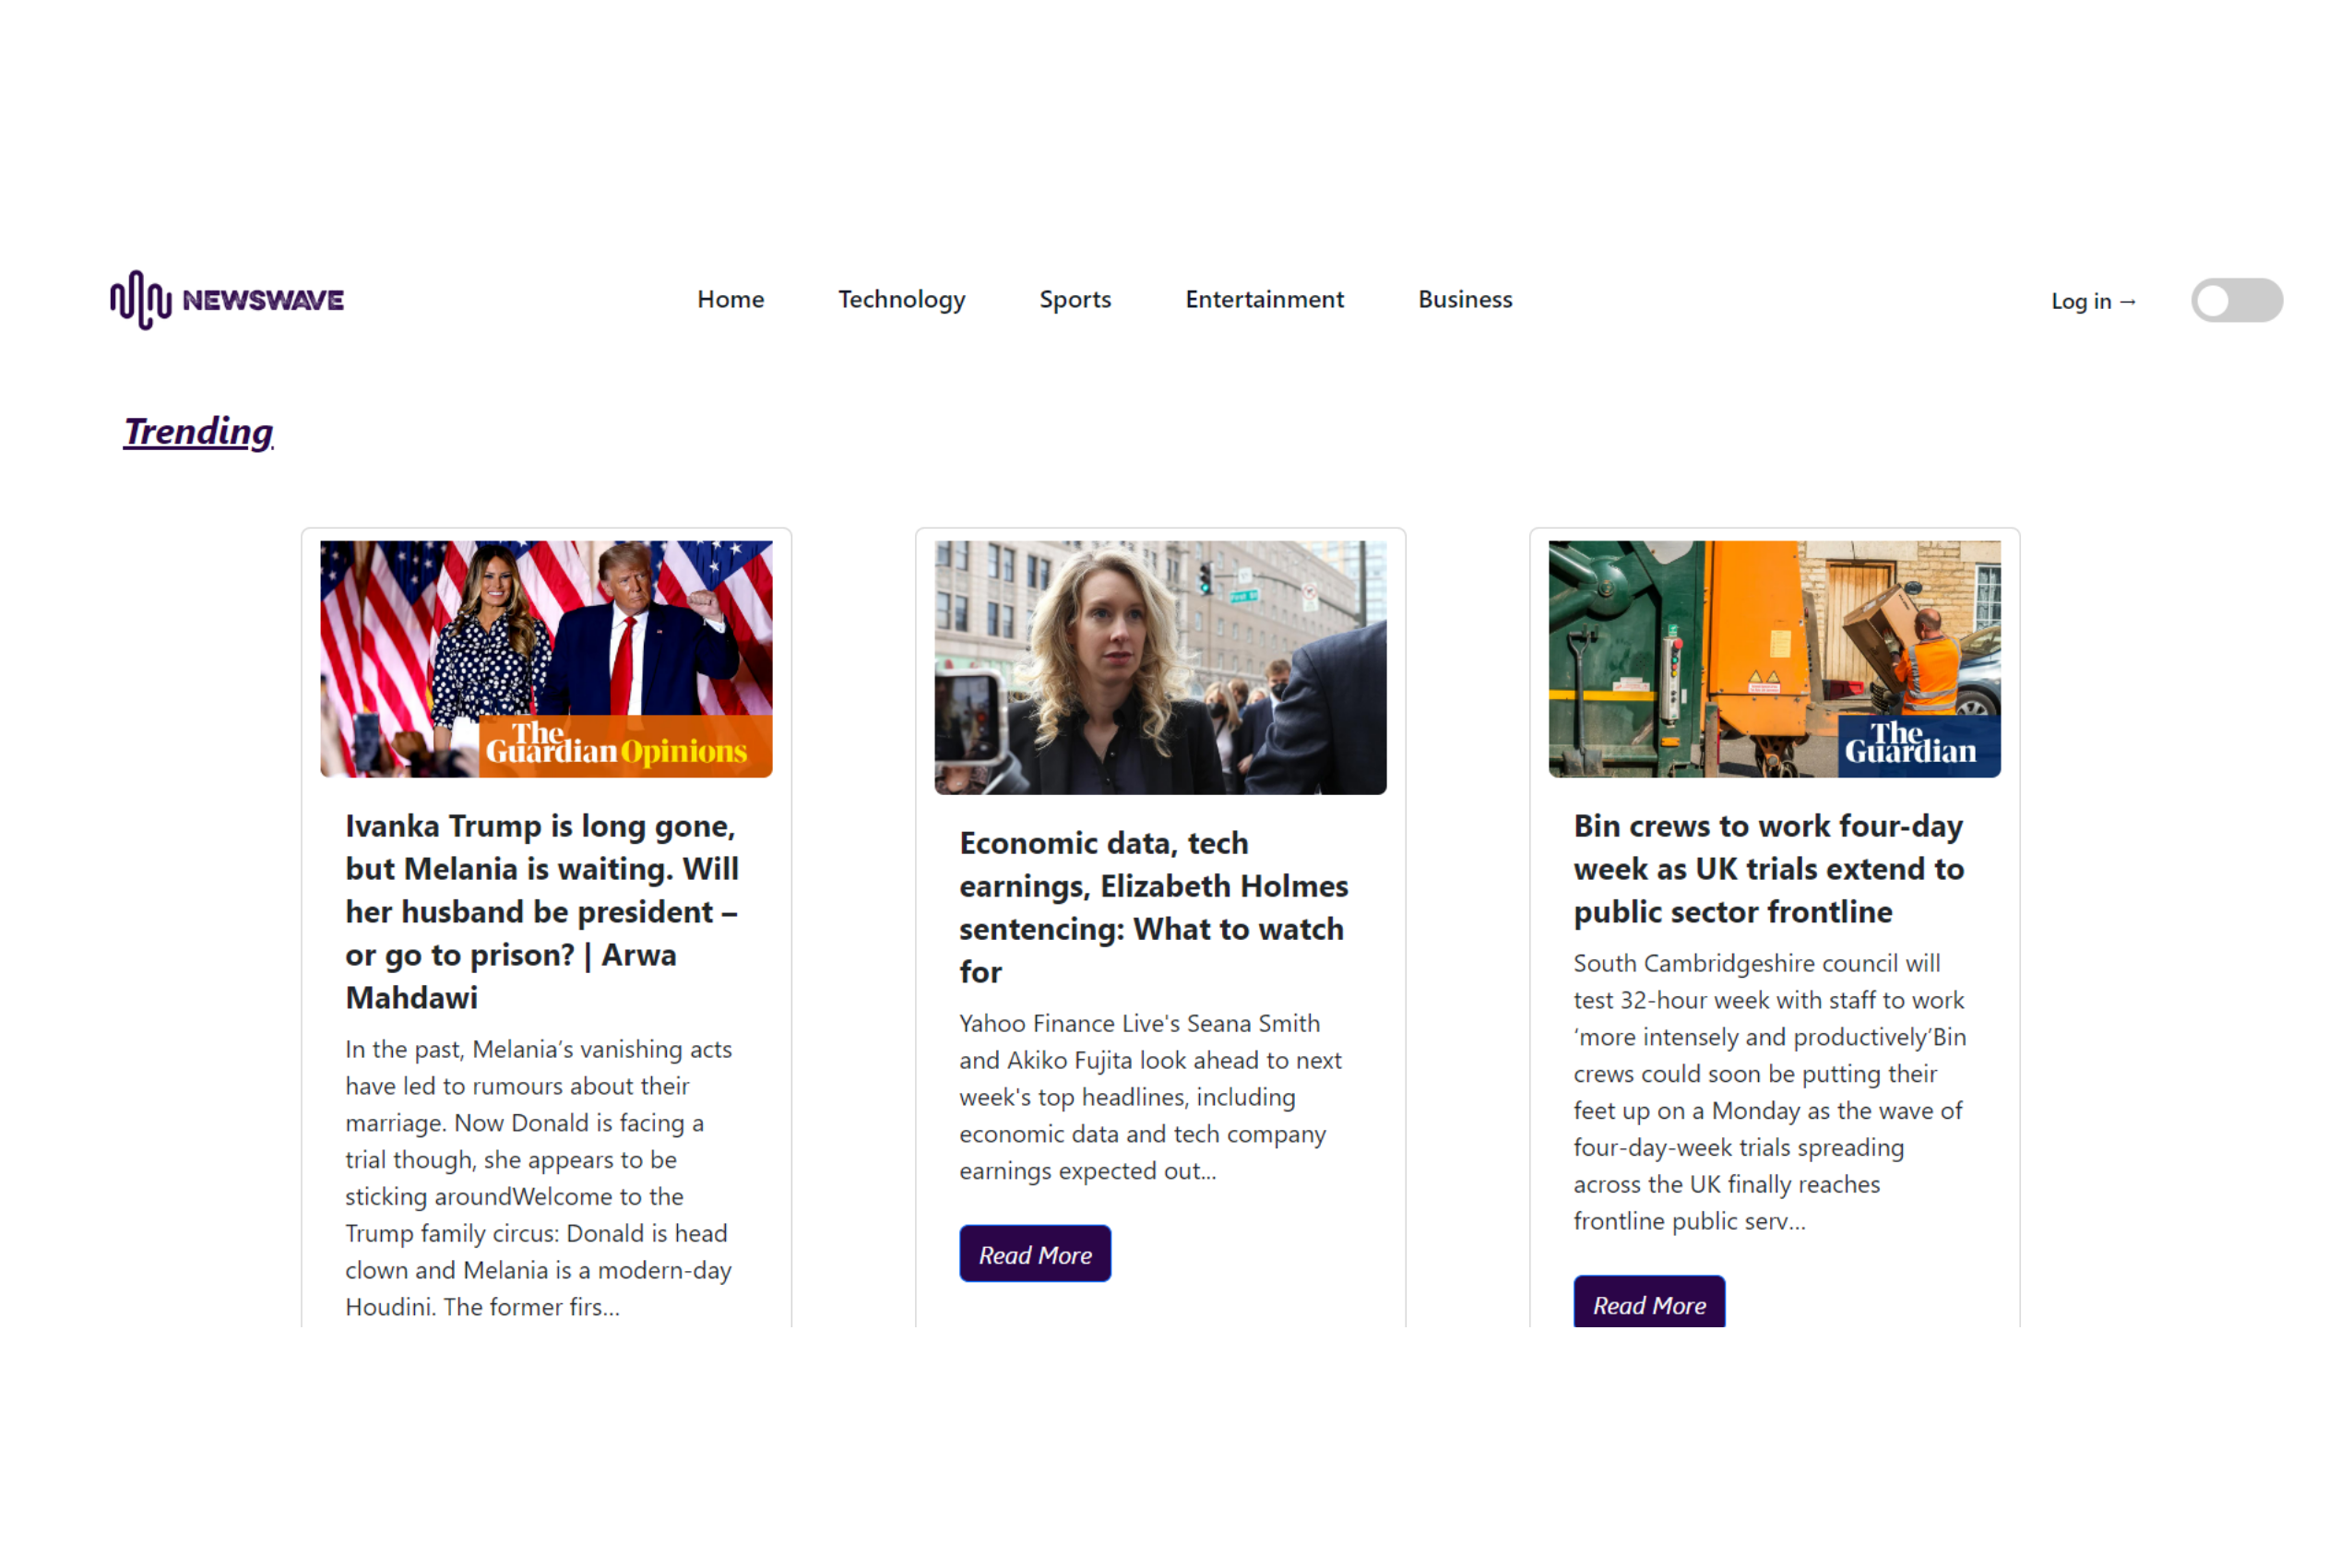 NEWSWAVE
Home Technology Sports Entertainment Business
Log in →
Trending
The
Guardian Opinions
Ivanka Trump is long gone,
but Melania is waiting. Will
her husband be president –
or go to prison? | Arwa
Mahdawi
In the past, Melania’s vanishing acts
have led to rumours about their
marriage. Now Donald is facing a
trial though, she appears to be
sticking aroundWelcome to the
Trump family circus: Donald is head
clown and Melania is a modern-day
Houdini. The former firs...
First St
Economic data, tech
earnings, Elizabeth Holmes
sentencing: What to watch
for
Yahoo Finance Live's Seana Smith
and Akiko Fujita look ahead to next
week's top headlines, including
economic data and tech company
earnings expected out...
Read More
The
Guardian
Bin crews to work four-day
week as UK trials extend to
public sector frontline
South Cambridgeshire council will
test 32-hour week with staff to work
‘more intensely and productively’Bin
crews could soon be putting their
feet up on a Monday as the wave of
four-day-week trials spreading
across the UK finally reaches
frontline public serv...
Read More